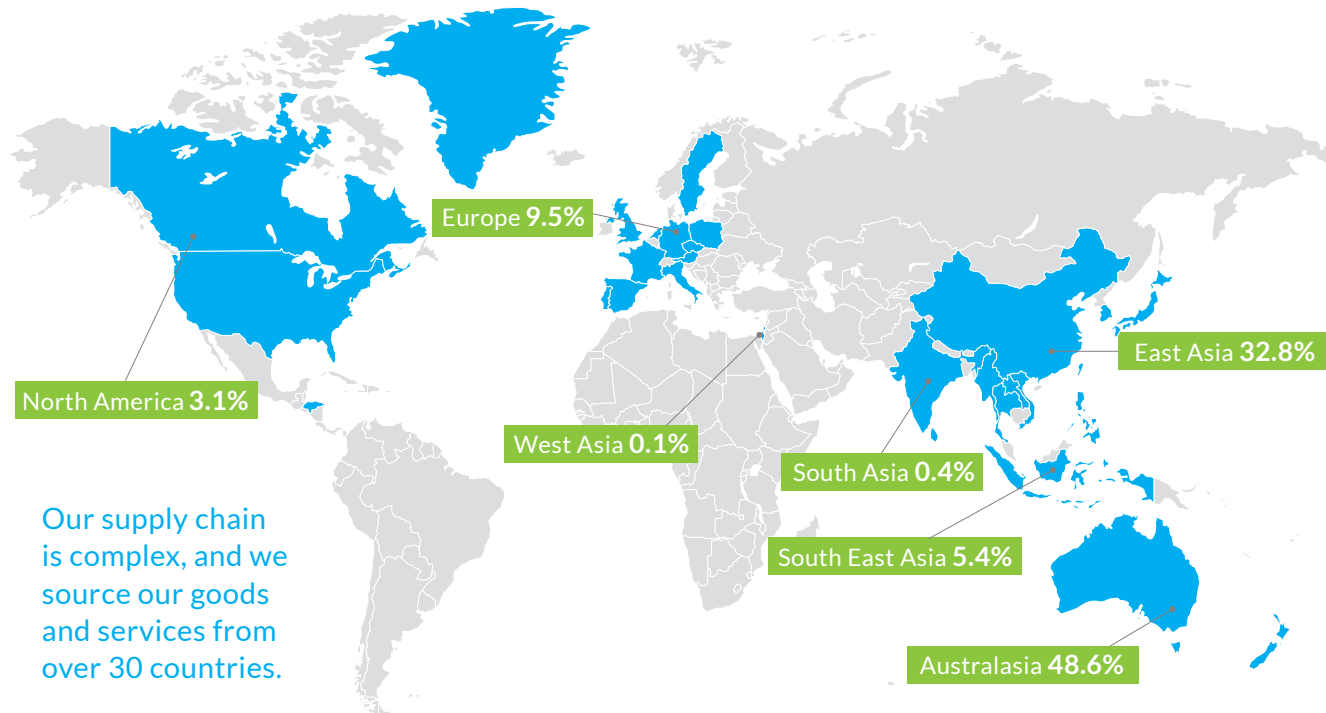 Europe 9.5%
East Asia 32.8%
North America 3.1%
West Asia 0.1%
South Asia 0.4%
South East Asia 5.4%
Australasia 48.6%
Our supply chain
is complex, and we
source our goods
and services from
over 30 countries.